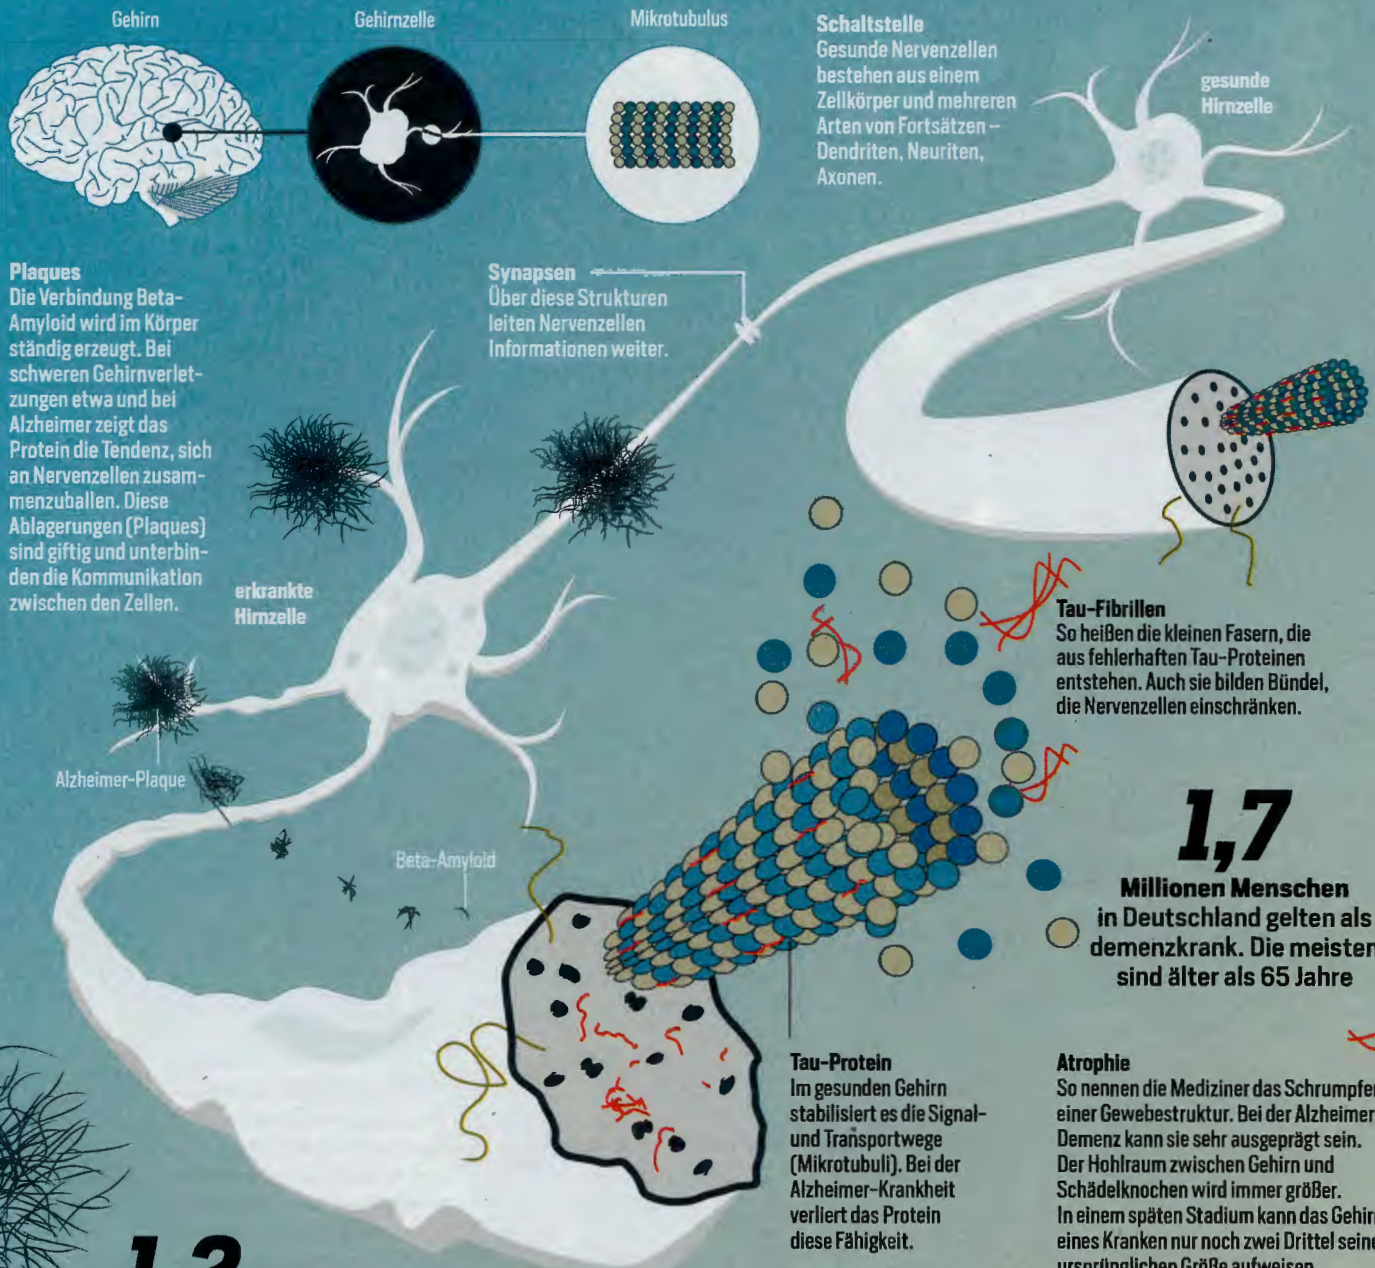 Gehirn
Gehirnzelle
Mikrotubulus
Schaltstelle
Gesunde Nervenzellen
bestehen aus einem
Zellkörper und mehreren
Arten von Fortsätzen –
Dendriten, Neuriten,
Axonen.
gesunde
Hirnzelle
Plaques
Die Verbindung Beta-
Amyloid wird im Körper
ständig erzeugt. Bei
schweren Gehirnverlet-
zungen etwa und bei
Alzheimer zeigt das
Protein die Tendenz, sich
an Nervenzellen zusam-
menzuballen. Diese
Ablagerungen (Plaques)
sind giftig und unterbin-
den die Kommunikation
zwischen den Zellen.
Synapsen
Über diese Strukturen
leiten Nervenzellen
Informationen weiter.
erkrankte
Hirnzelle
Tau-Fibrillen
So heißen die kleinen Fasern, die
aus fehlerhaften Tau-Proteinen
entstehen. Auch sie bilden Bündel,
die Nervenzellen einschränken.
Alzheimer-Plaque
Beta-Amyloid
1,7
Millionen Menschen
in Deutschland gelten als
demenzkrank. Die meisten
sind älter als 65 Jahre
Tau-Protein
Im gesunden Gehirn
stabilisiert es die Signal-
und Transportwege
(Mikrotubuli). Bei der
Alzheimer-Krankheit
verliert das Protein
diese Fähigkeit.
Atrophie
So nennen die Mediziner das Schrumpfen
einer Gewebestruktur. Bei der Alzheimer-
Demenz kann sie sehr ausgeprägt sein.
Der Hohlraum zwischen Gehirn und
Schädelknochen wird immer größer.
In einem späten Stadium kann das Gehirn
eines Kranken nur noch zwei Drittel seiner
ursprünglichen Größe aufweisen.